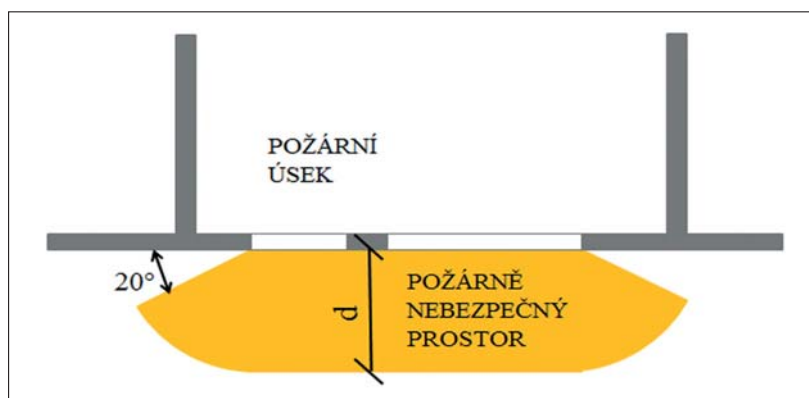 POŽÁRNÍ
ÚSEK
20°
d
POŽÁRNĚ
NEBEZPEČNÝ
PROSTOR